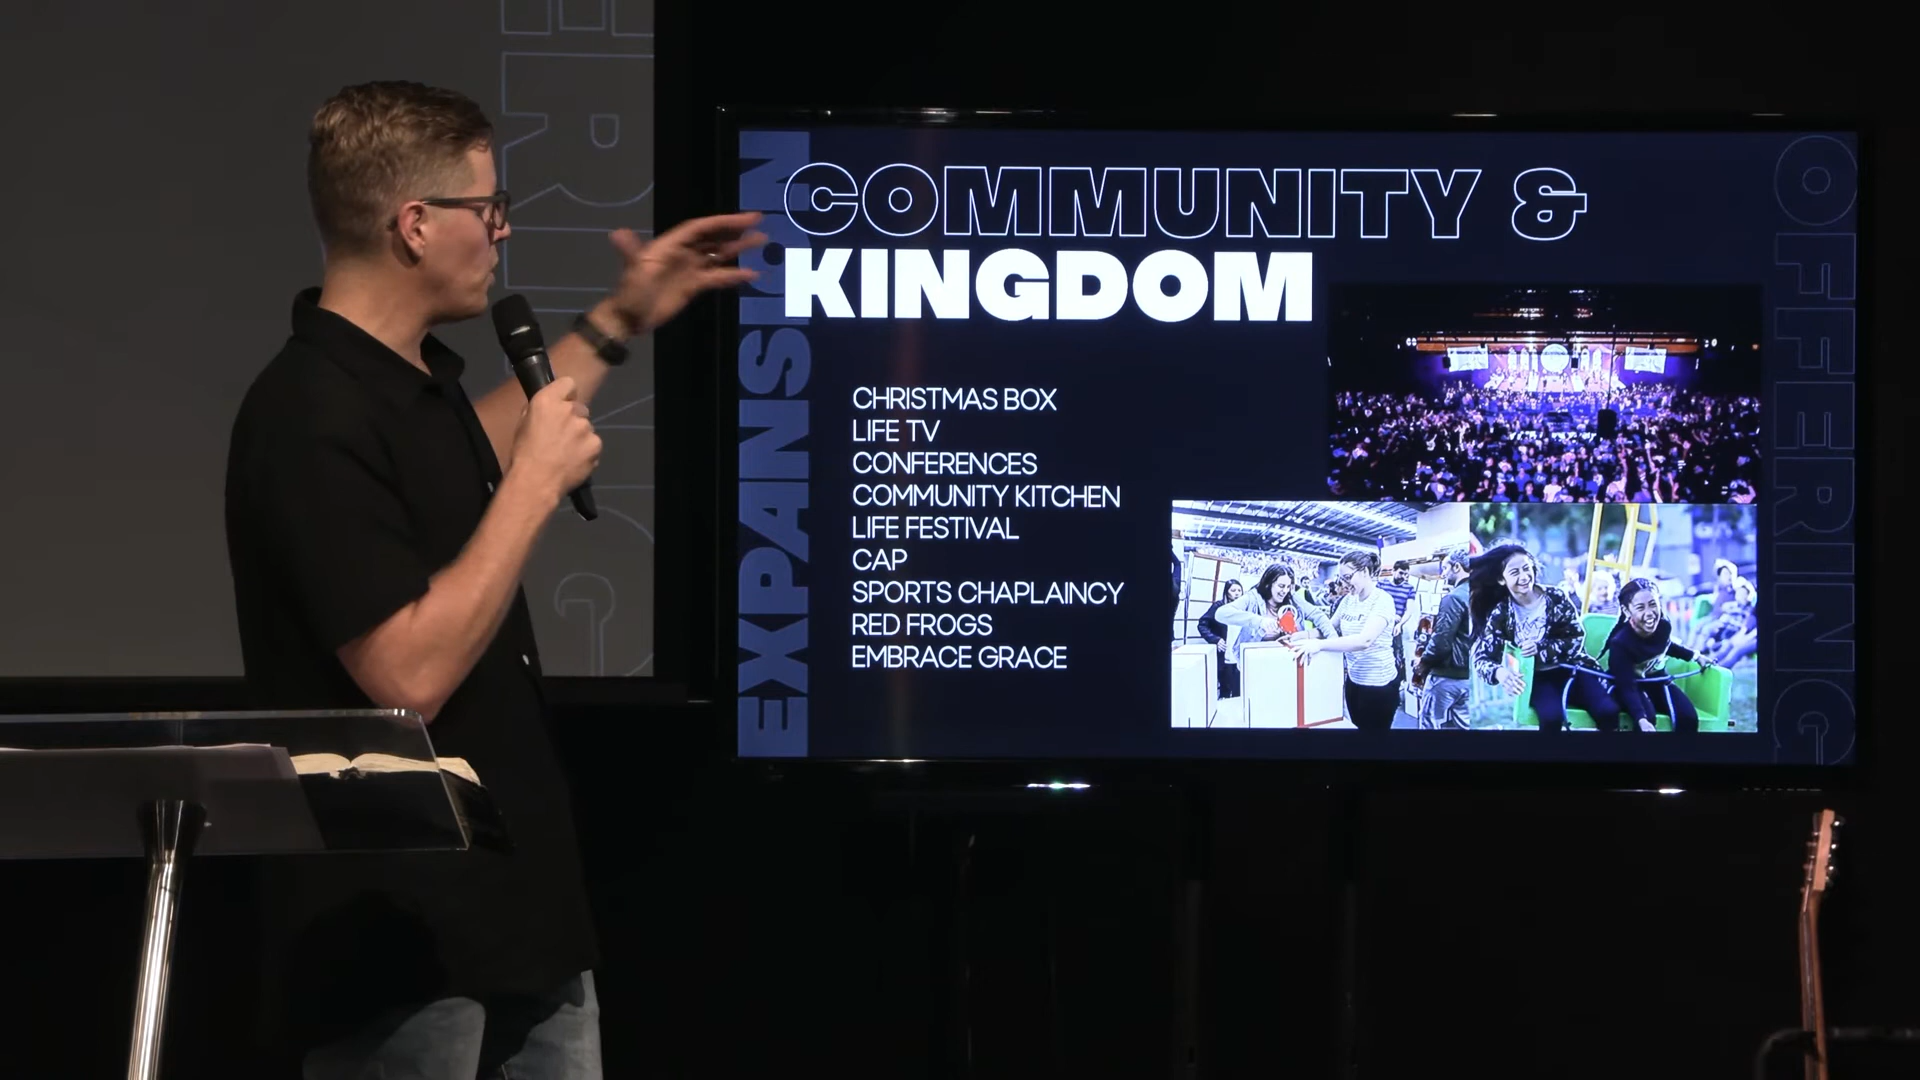 COMMUNITY &
KINGDOM
EXPANSION
OFFERING
CHRISTMAS BOX
LIFE TV
CONFERENCES
COMMUNITY KITCHEN
LIFE FESTIVAL
CAP
SPORTS CHAPLAINCY
RED FROGS
EMBRACE GRACE